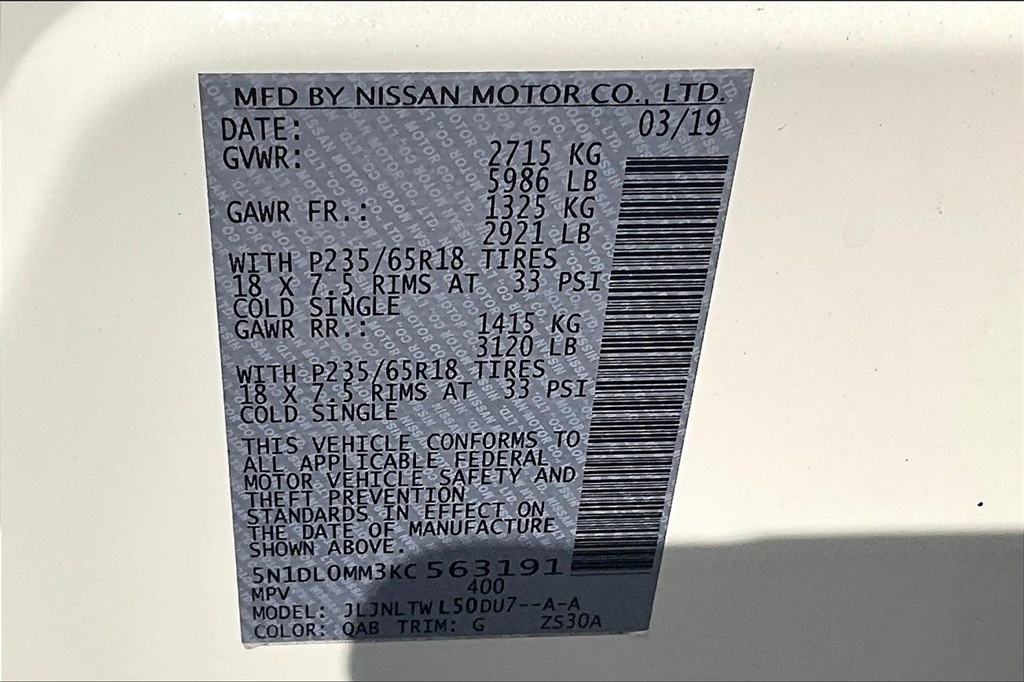 MFD BY NISSAN MOTOR CO., LTD.
DATE: 03/19
GVWR: 2715 KG
5986 LB
GAWR FR.: 1325 KG
2921 LB
WITH P235/65R18 TIRES
18 X 7.5 RIMS AT 33 PSI
COLD SINGLE
GAWR RR.: 1415 KG
3120 LB
WITH P235/65R18 TIRES
18 X 7.5 RIMS AT 33 PSI
COLD SINGLE
THIS VEHICLE CONFORMS TO
ALL APPLICABLE FEDERAL
MOTOR VEHICLE SAFETY AND
THEFT PREVENTION
STANDARDS IN EFFECT ON
THE DATE OF MANUFACTURE
SHOWN ABOVE.
5N1DL0MM3KC 563191
MPV 400
MODEL: JLJNLTWL50DU7--A-A
COLOR: QAB TRIM: G ZS30A